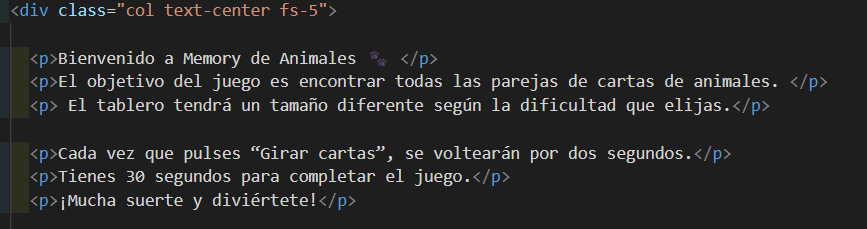 <div class="col text-center fs-5">
<p>Bienvenido a Memory de Animales 🐾 </p>
<p>El objetivo del juego es encontrar todas las parejas de cartas de animales. </p>
<p> El tablero tendrá un tamaño diferente según la dificultad que elijas.</p>
<p>Cada vez que pulses “Girar cartas”, se voltearán por dos segundos.</p>
<p>Tienes 30 segundos para completar el juego.</p>
<p>¡Mucha suerte y diviértete!</p>